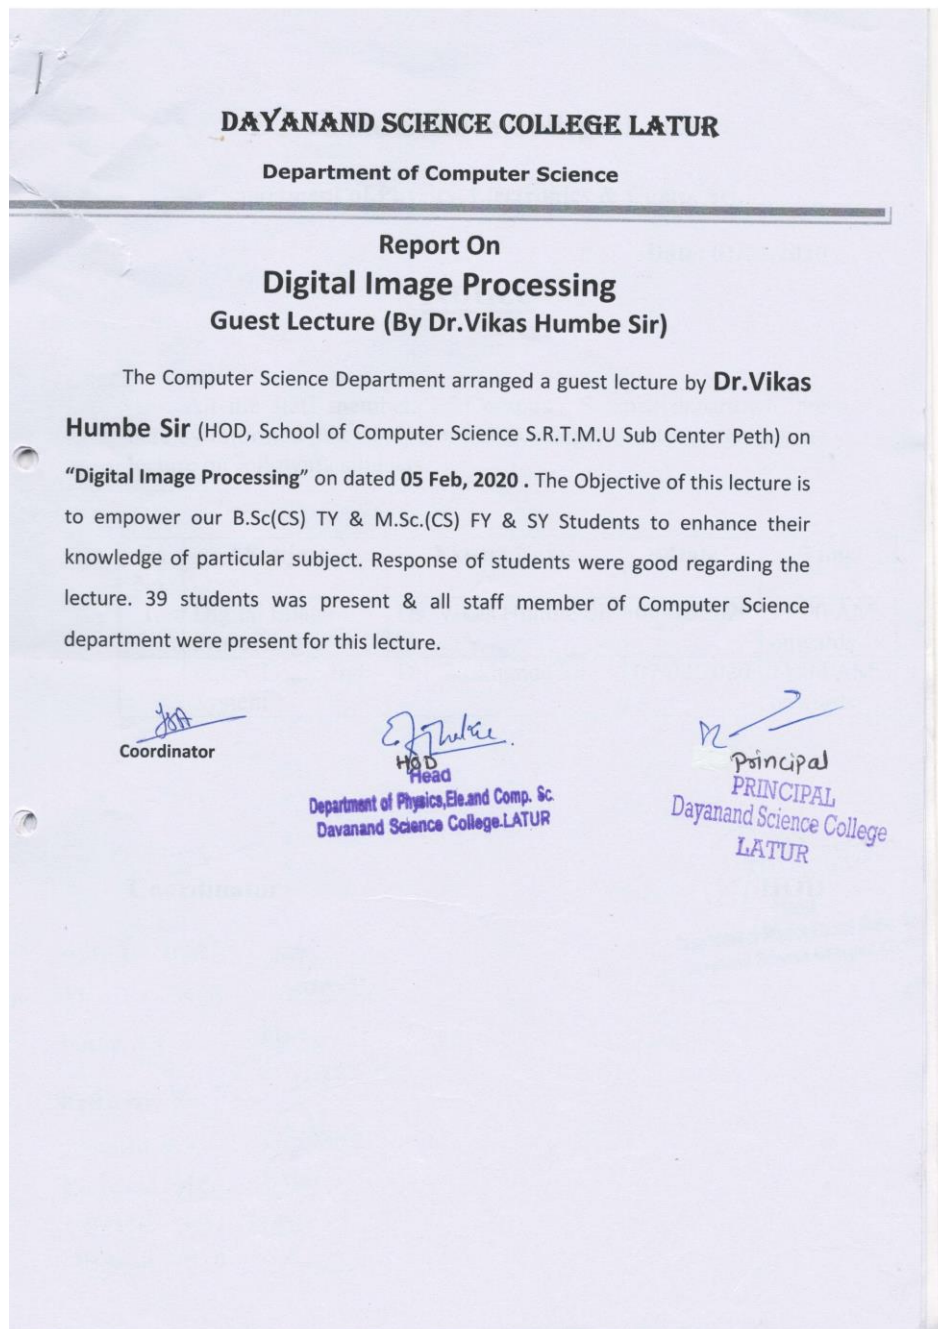 DAYANAND SCIENCE COLLEGE LATUR
Department of Computer Science
Report On
Digital Image Processing
Guest Lecture (By Dr.Vikas Humbe Sir)
The Computer Science Department arranged a guest lecture by Dr.Vikas
Humbe Sir (HOD, School of Computer Science S.R.T.M.U Sub Center Peth) on
“Digital Image Processing” on dated 05 Feb, 2020 . The Objective of this lecture is
to empower our B.Sc(CS) TY & M.Sc.(CS) FY & SY Students to enhance their
knowledge of particular subject. Response of students were good regarding the
lecture. 39 students was present & all staff member of Computer Science
department were present for this lecture.
Coordinator
HOD
Head
Department of Physics,Ele.and Comp. Sc.
Dayanand Science College.LATUR
Principal
PRINCIPAL
Dayanand Science College
LATUR